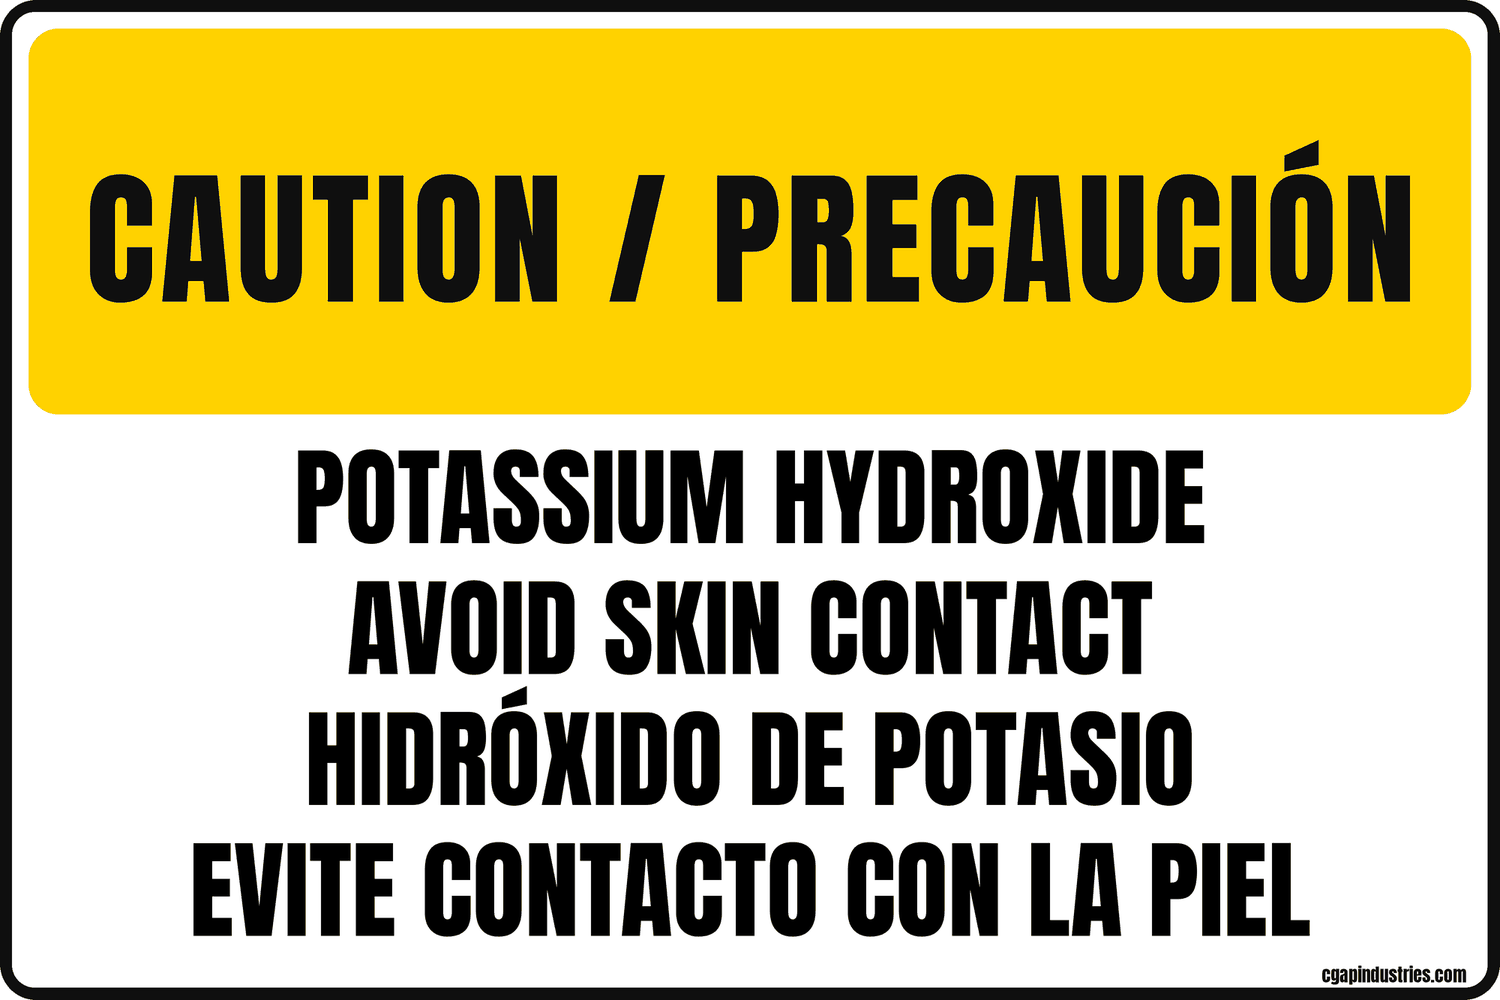 CAUTION / PRECAUCIÓN
POTASSIUM HYDROXIDE
AVOID SKIN CONTACT
HIDRÓXIDO DE POTASIO
EVITE CONTACTO CON LA PIEL
cgapindustries.com